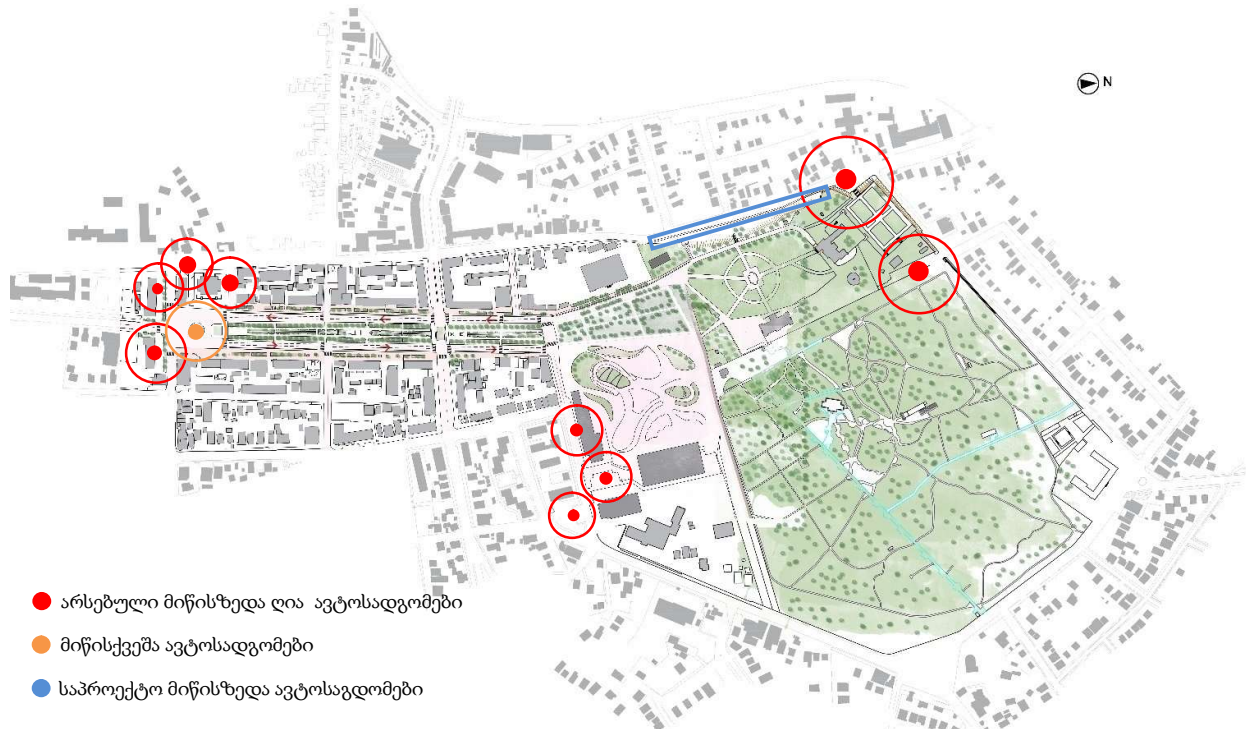 N
არსებული მიწისზედა ღია ავტოსადგომები
მიწისქვეშა ავტოსადგომები
საპროექტო მიწისზედა ავტოსაგდომები